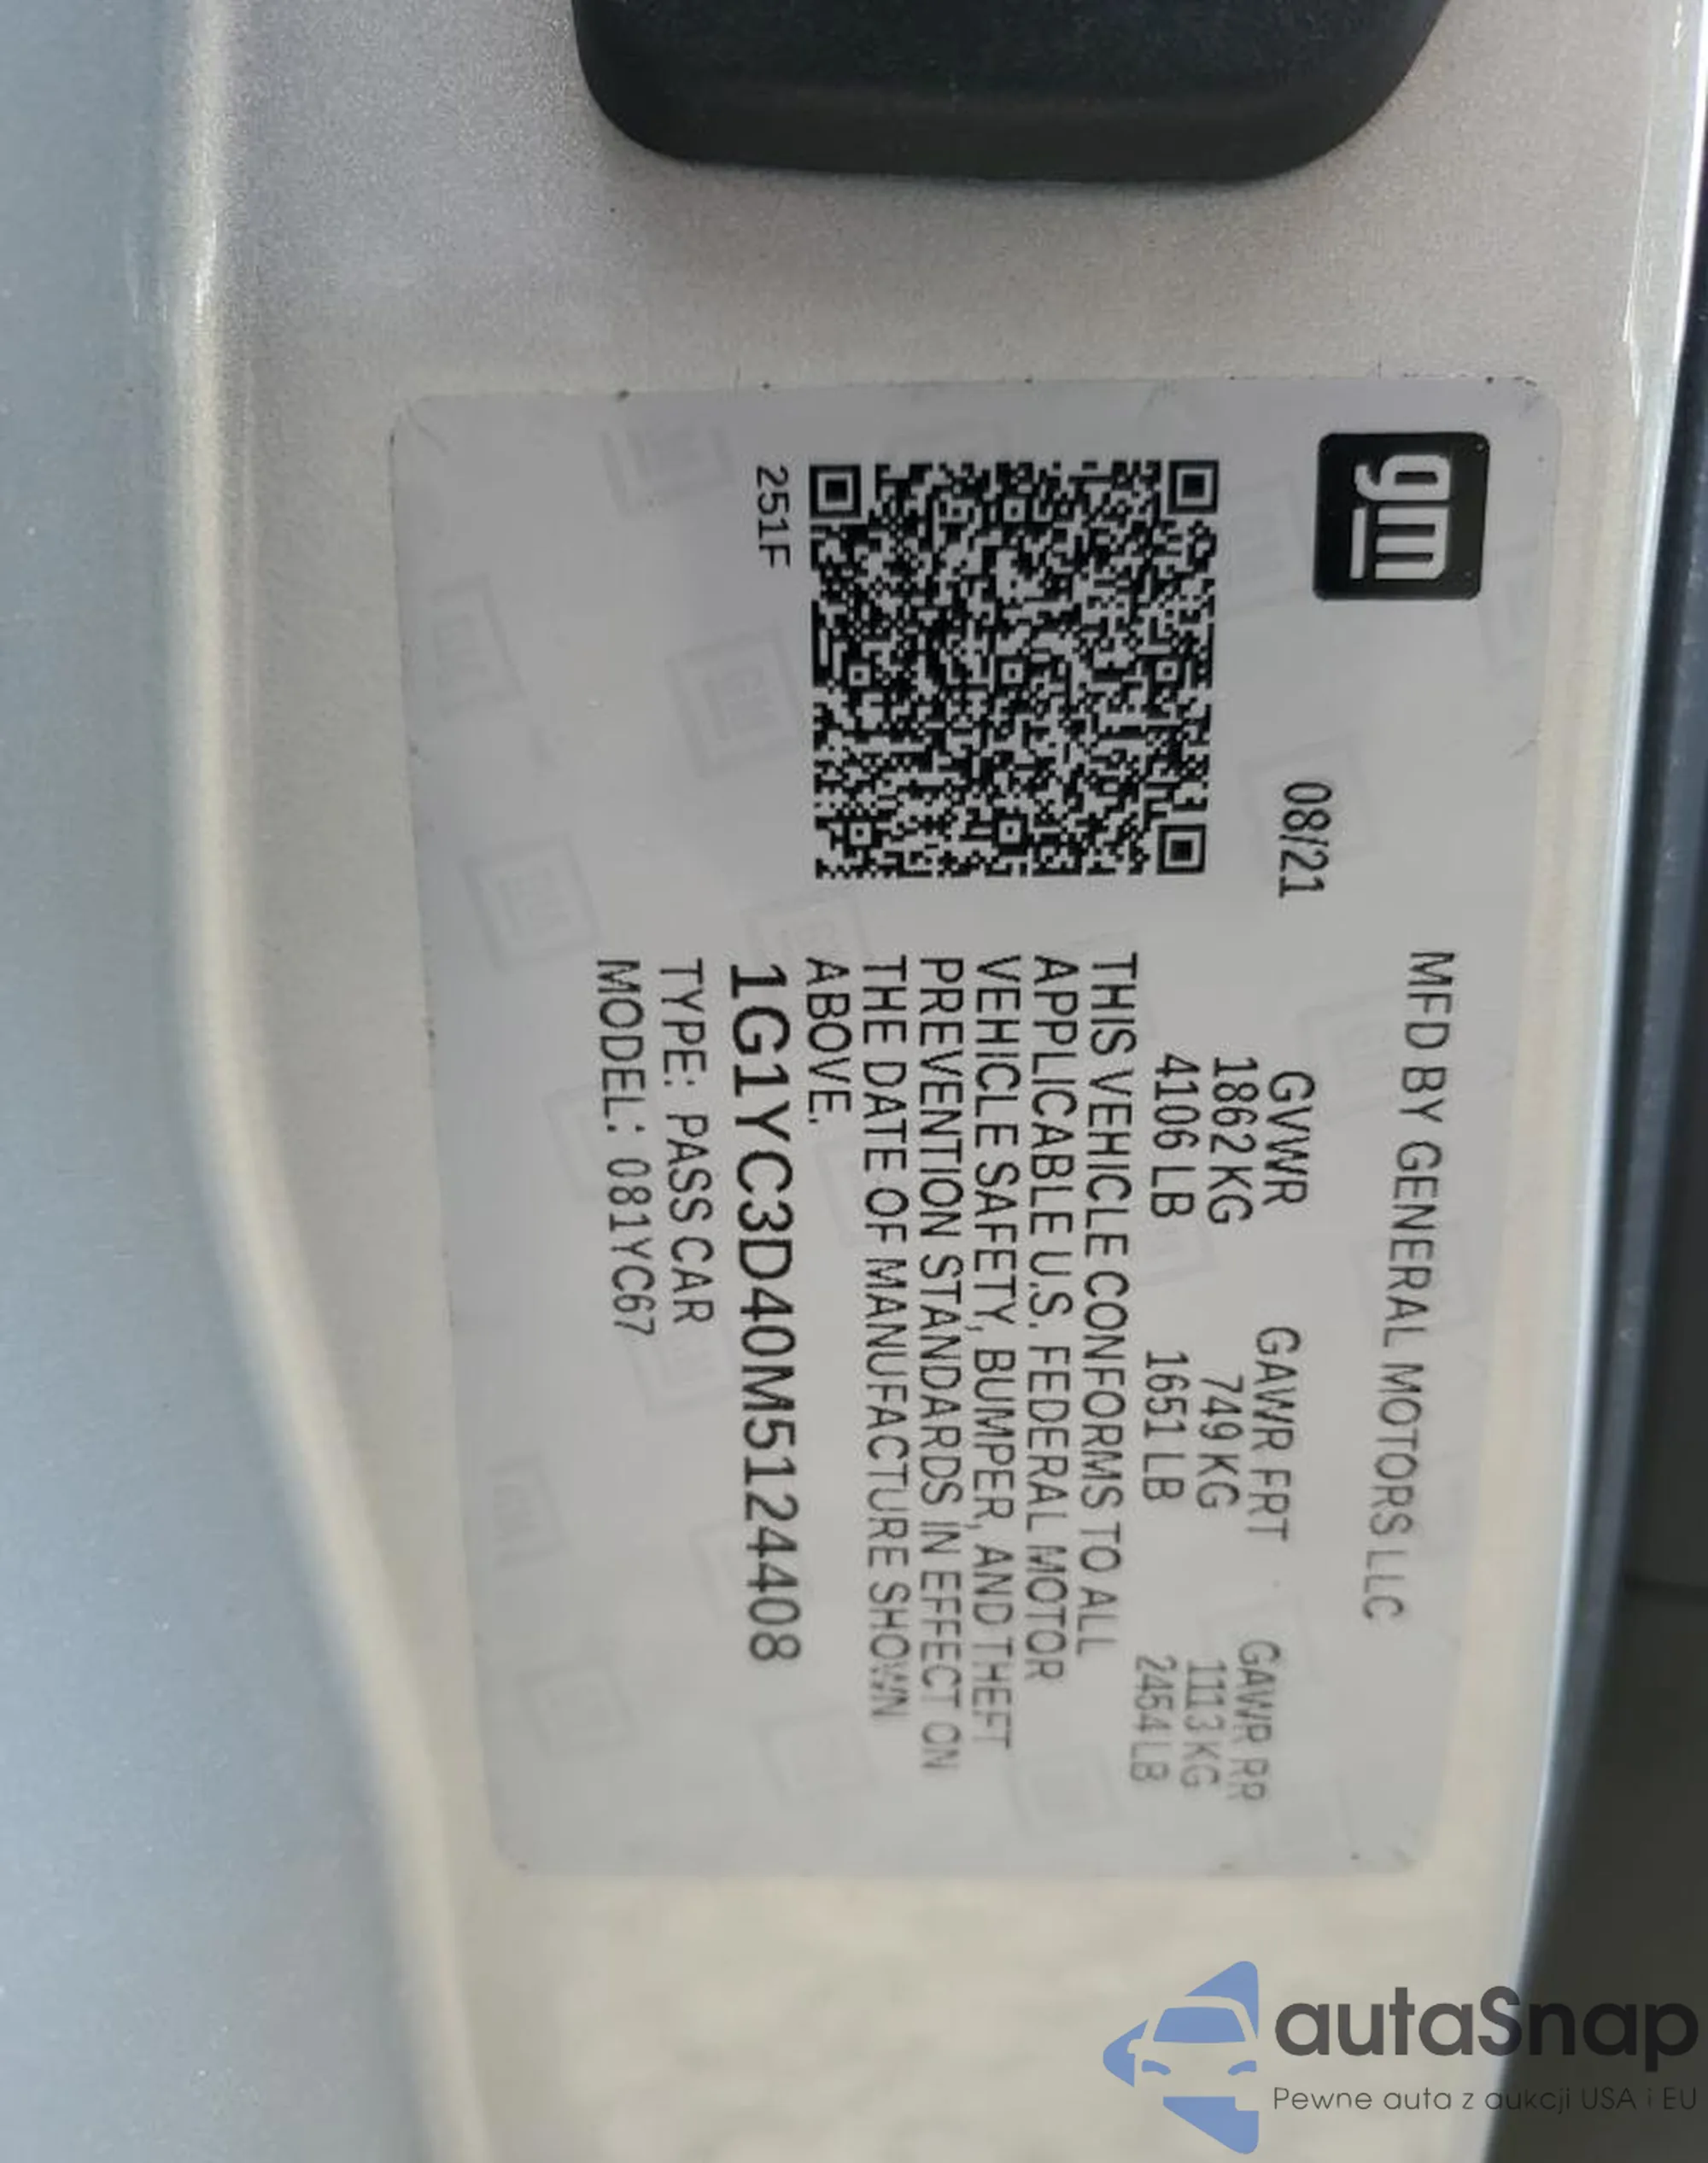 gm
MFD BY GENERAL MOTORS LLC
08/21
GVWR GAWR FRT GAWR RR
1862 KG 749 KG 1113 KG
4106 LB 1651 LB 2454 LB
THIS VEHICLE CONFORMS TO ALL
APPLICABLE U.S. FEDERAL MOTOR
VEHICLE SAFETY, BUMPER, AND THEFT
PREVENTION STANDARDS IN EFFECT ON
THE DATE OF MANUFACTURE SHOWN
ABOVE.
1G1YC3D40M5124408
TYPE: PASS CAR
MODEL: 081YC67
251F
autaSnap
Pewne auta z aukcji USA i EU